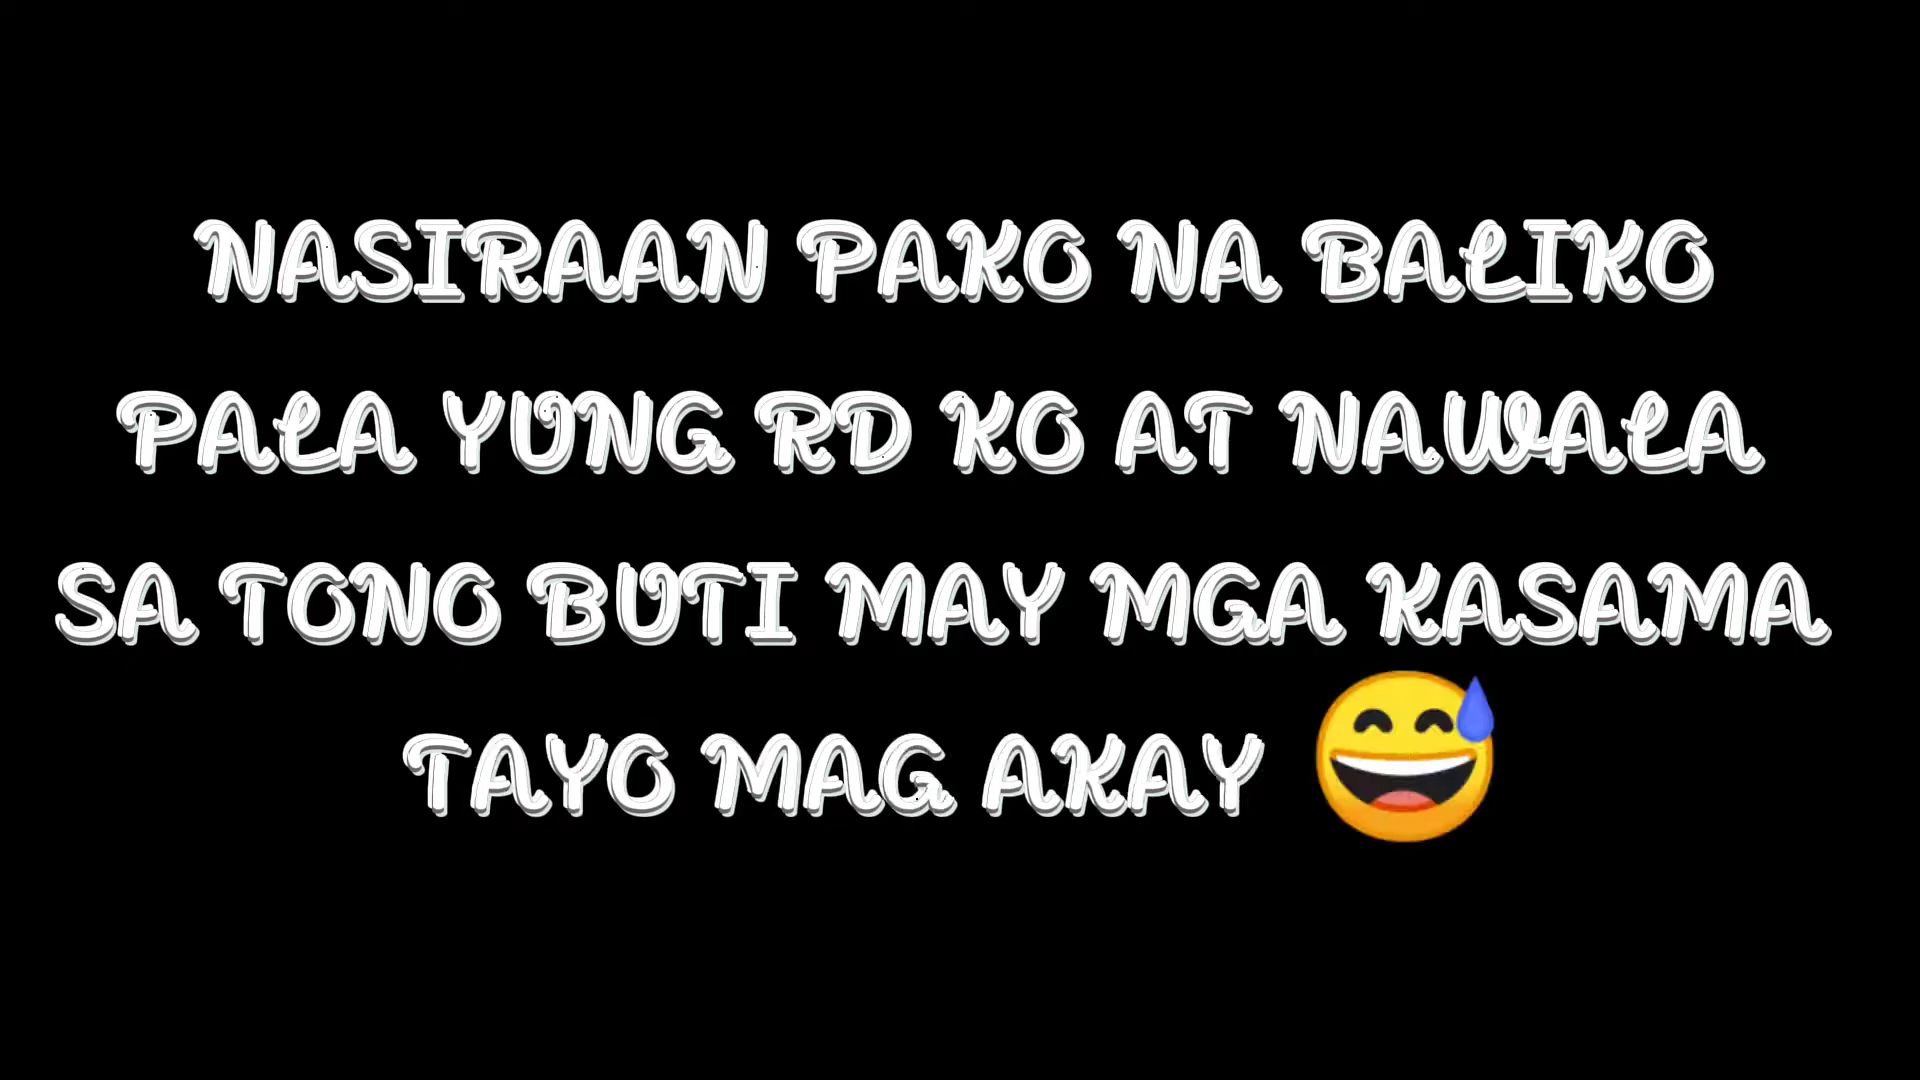 NASIRAAN PAKO NA BALIKO
PALA YUNG RD KO AT NAWALA
SA TONO BUTI MAY MGA KASAMA
TAYO MAG AKAY 😅